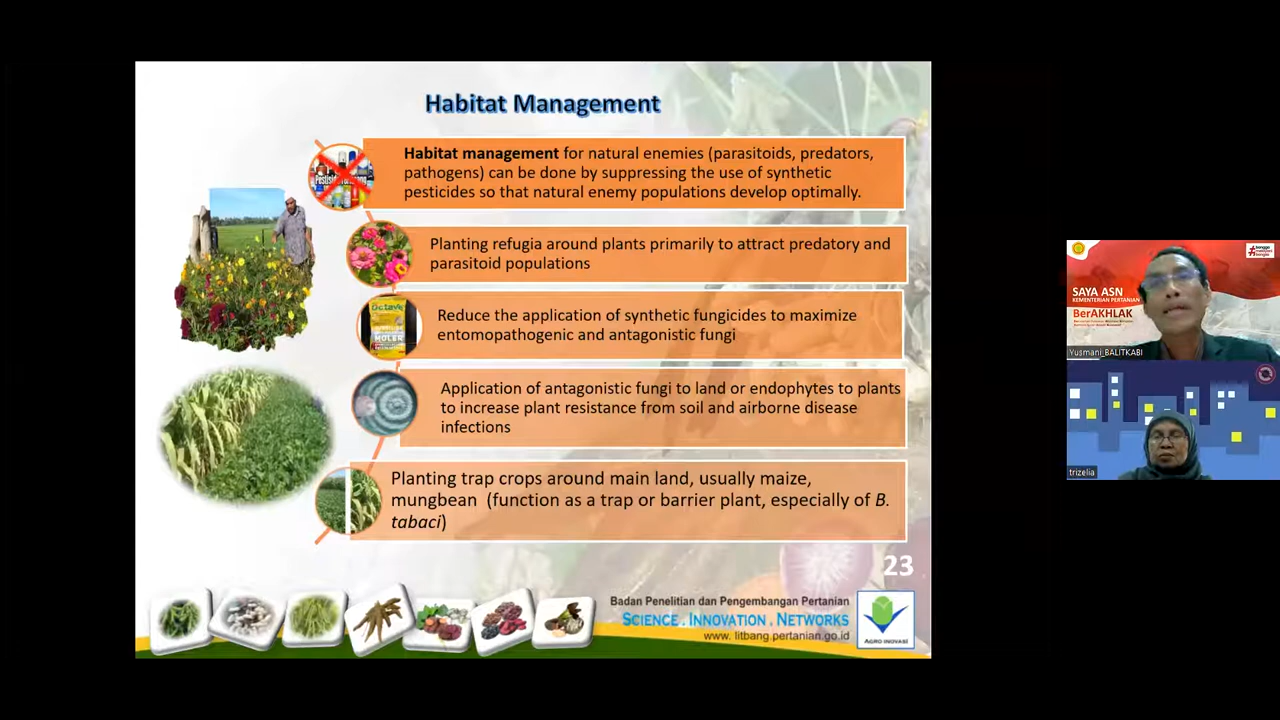 Habitat Management
Habitat management for natural enemies (parasitoids, predators,
pathogens) can be done by suppressing the use of synthetic
pesticides so that natural enemy populations develop optimally.
Planting refugia around plants primarily to attract predatory and
parasitoid populations
Reduce the application of synthetic fungicides to maximize
entomopathogenic and antagonistic fungi
Application of antagonistic fungi to land or endophytes to plants
to increase plant resistance from soil and airborne disease
infections
Planting trap crops around main land, usually maize,
mungbean (function as a trap or barrier plant, especially of B.
tabaci)
23
Badan Penelitian dan Pengembangan Pertanian
SCIENCE . INNOVATION . NETWORKS
www. litbang.pertanian.go.id
AGRO INOVASI
SAYA ASN
KEMENTERIAN PERTANIAN
BerAKHLAK
Yusmani_BALITKABI
trizelia